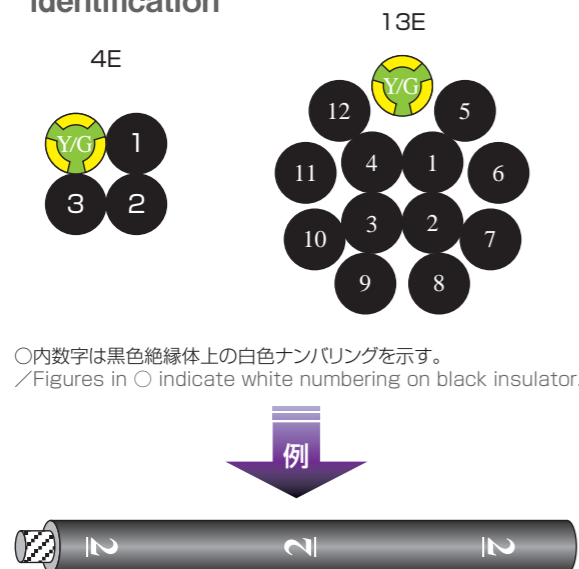 Identification
13E
4E
Y/G
1
3
2
Y/G
12
5
11
4
1
6
10
3
2
7
9
8
○内数字は黒色絶縁体上の白色ナンバリングを示す。
／Figures in ○ indicate white numbering on black insulator.
例
2 2 2